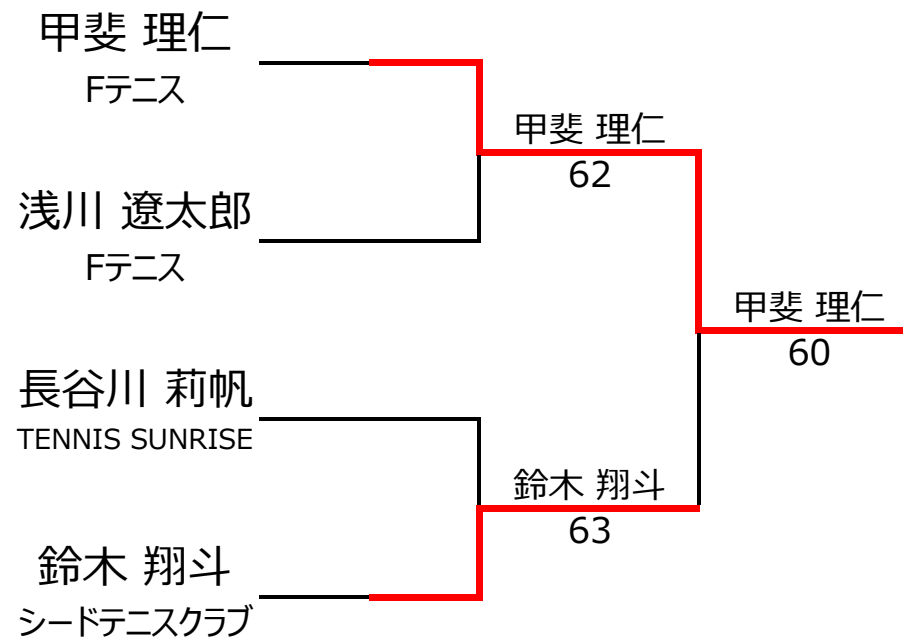 甲斐 理仁
Fテニス
甲斐 理仁
62
浅川 遼太郎
Fテニス
甲斐 理仁
60
長谷川 莉帆
TENNIS SUNRISE
鈴木 翔斗
63
鈴木 翔斗
シードテニスクラブ